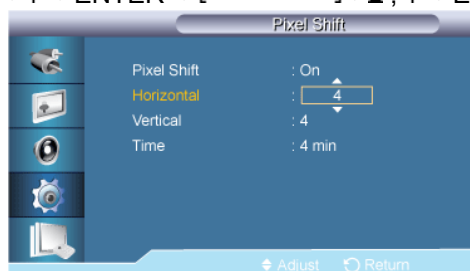 Pixel Shift
Pixel Shift : On
Horizontal : 4
Vertical : 4
Time : 4 min
Adjust Return